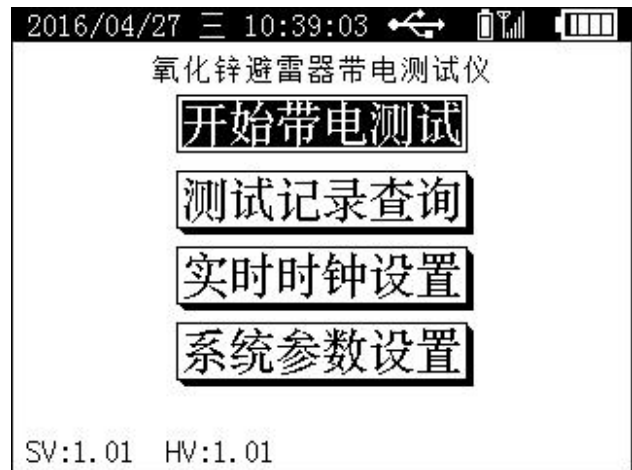 2016/04/27 三 10:39:03
氧化锌避雷器带电测试仪
开始带电测试
测试记录查询
实时时钟设置
系统参数设置
SV:1.01 HV:1.01